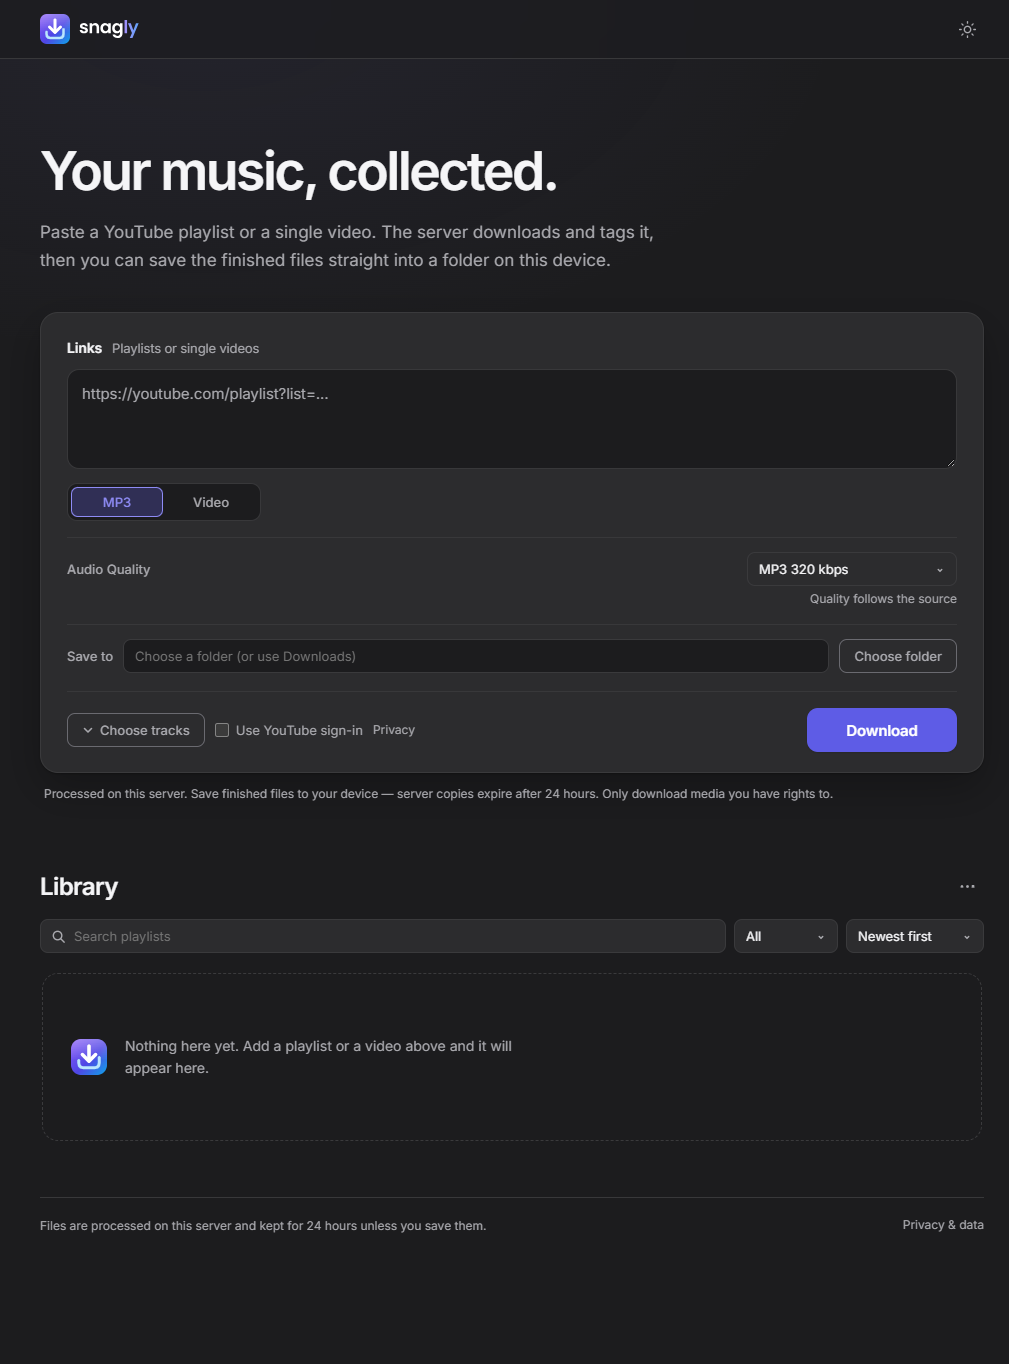 snagly
Your music, collected.
Paste a YouTube playlist or a single video. The server downloads and tags it,
then you can save the finished files straight into a folder on this device.
Links Playlists or single videos
https://youtube.com/playlist?list=...
MP3 Video
Audio Quality MP3 320 kbps
Quality follows the source
Save to Choose a folder (or use Downloads) Choose folder
Choose tracks Use YouTube sign-in Privacy Download
Processed on this server. Save finished files to your device — server copies expire after 24 hours. Only download media you have rights to.
Library
Search playlists All Newest first
Nothing here yet. Add a playlist or a video above and it will
appear here.
Files are processed on this server and kept for 24 hours unless you save them. Privacy & data